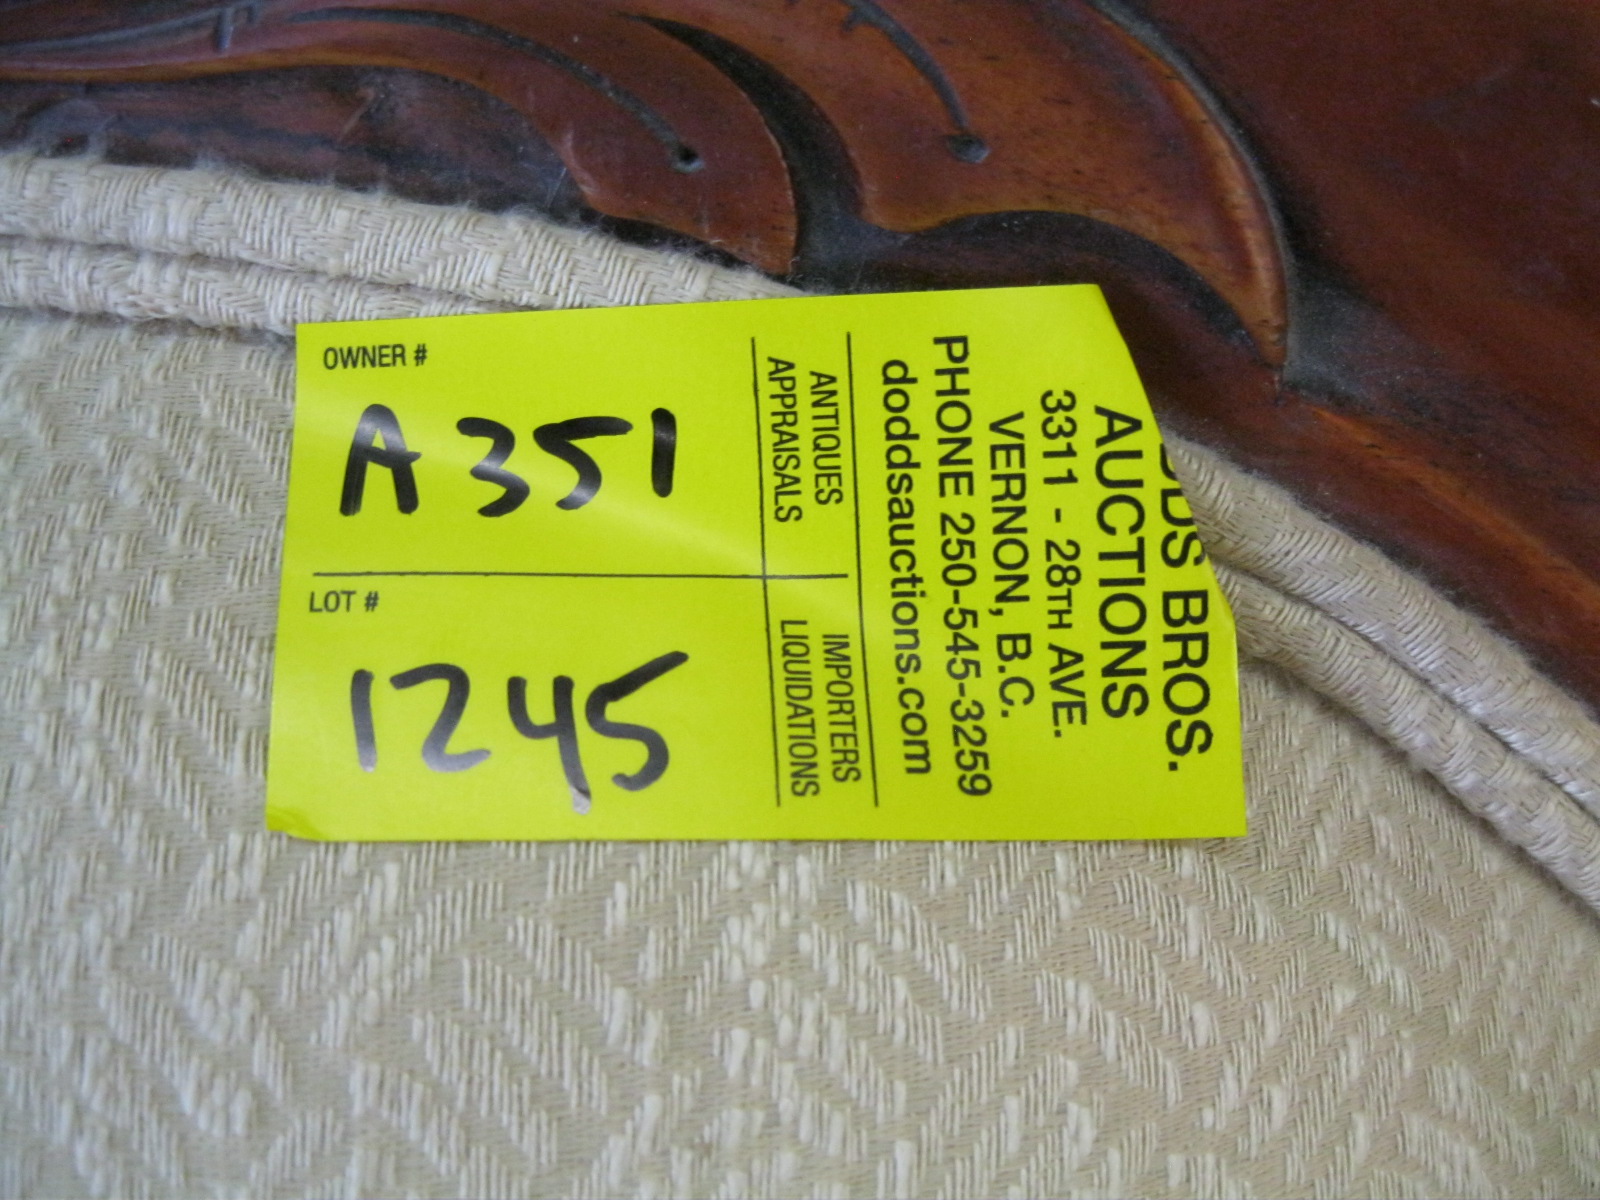 OWNER #
A351
LOT #
1245
ANTIQUES
APPRAISALS
IMPORTERS
LIQUIDATIONS
BROS.
AUCTIONS
3311 - 28TH AVE.
VERNON, B.C.
PHONE 250-545-3259
doddsauctions.com